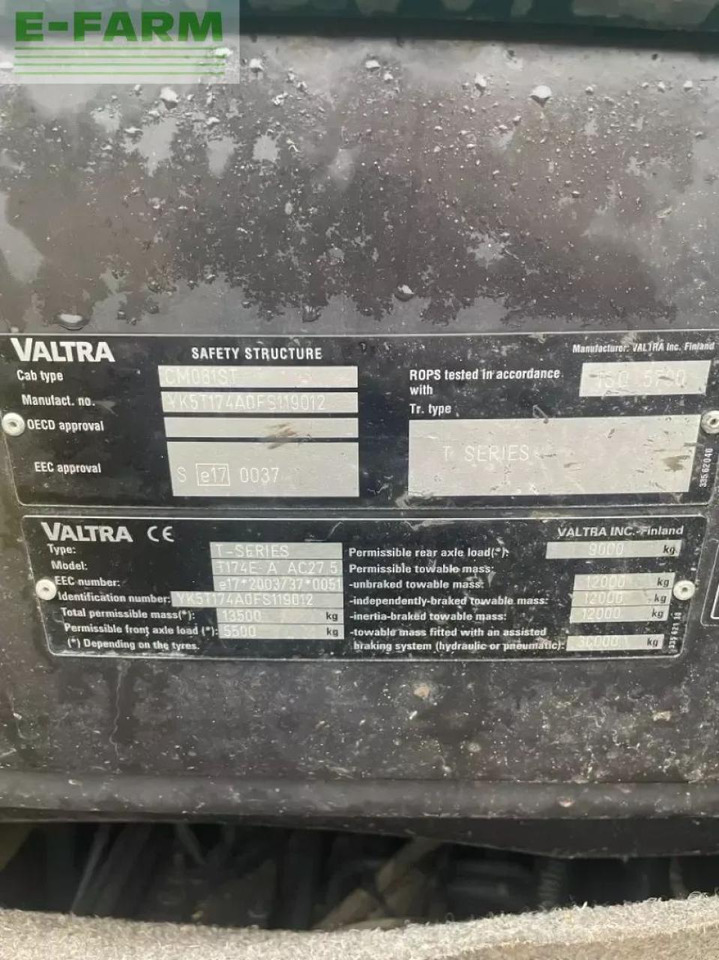 E-FARM
VALTRA SAFETY STRUCTURE Manufacturer: VALTRA Inc. Finland
Cab type CM081ST
Manufact. no. YK5T174A0FS119012
OECD approval
EEC approval S e17 0037
ROPS tested in accordance
with ISO 5700
Tr. type
T SERIES
33562040
VALTRA CE VALTRA INC.-Finland
Type: T-SERIES
Model: T174E A AC27.5
EEC number: e17*2003737*0051
Identification number: YK5T174A0FS119012
Total permissible mass(*): 13500 kg
Permissible front axle load (*): 5500 kg
(*) Depending on the tyres.
Permissible rear axle load(*): 9000 kg
Permissible towable mass:
-unbraked towable mass: 12000 kg
-independently-braked towable mass: 12000 kg
-inertia-braked towable mass: 12000 kg
-towable mass fitted with an assisted
braking system (hydraulic or pneumatic): kg